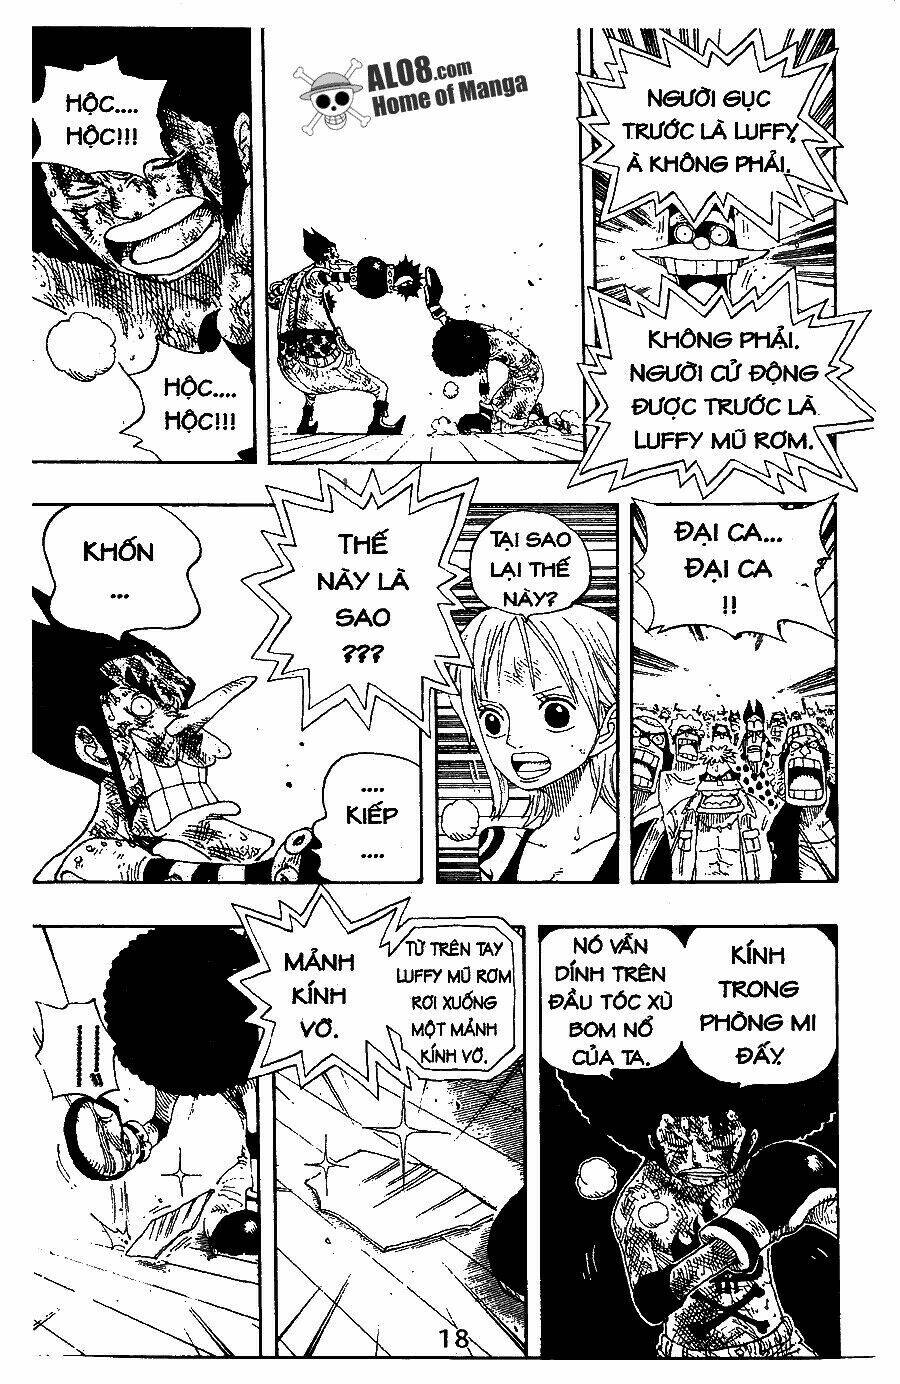 AL08.com
Home of Manga
HỘC....
HỘC!!!
HỘC....
HỘC!!!
NGƯỜI GỤC
TRƯỚC LÀ LUFFY,
À KHÔNG PHẢI.
KHÔNG PHẢI.
NGƯỜI CỬ ĐỘNG
ĐƯỢC TRƯỚC LÀ
LUFFY MŨ RƠM.
KHỐN
...
THẾ
NÀY LÀ
SAO
???
....
KIẾP
....
TẠI SAO
LẠI THẾ
NÀY?
ĐẠI CA...
ĐẠI CA
!!
MẢNH
KÍNH
VỠ.
TỪ TRÊN TAY
LUFFY MŨ RƠM
RƠI XUỐNG
MỘT MẢNH
KÍNH VỠ.
NÓ VẪN
DÍNH TRÊN
ĐẦU TÓC XÙ
BOM NỔ
CỦA TA.
KÍNH
TRONG
PHÒNG MI
ĐẤY.
18